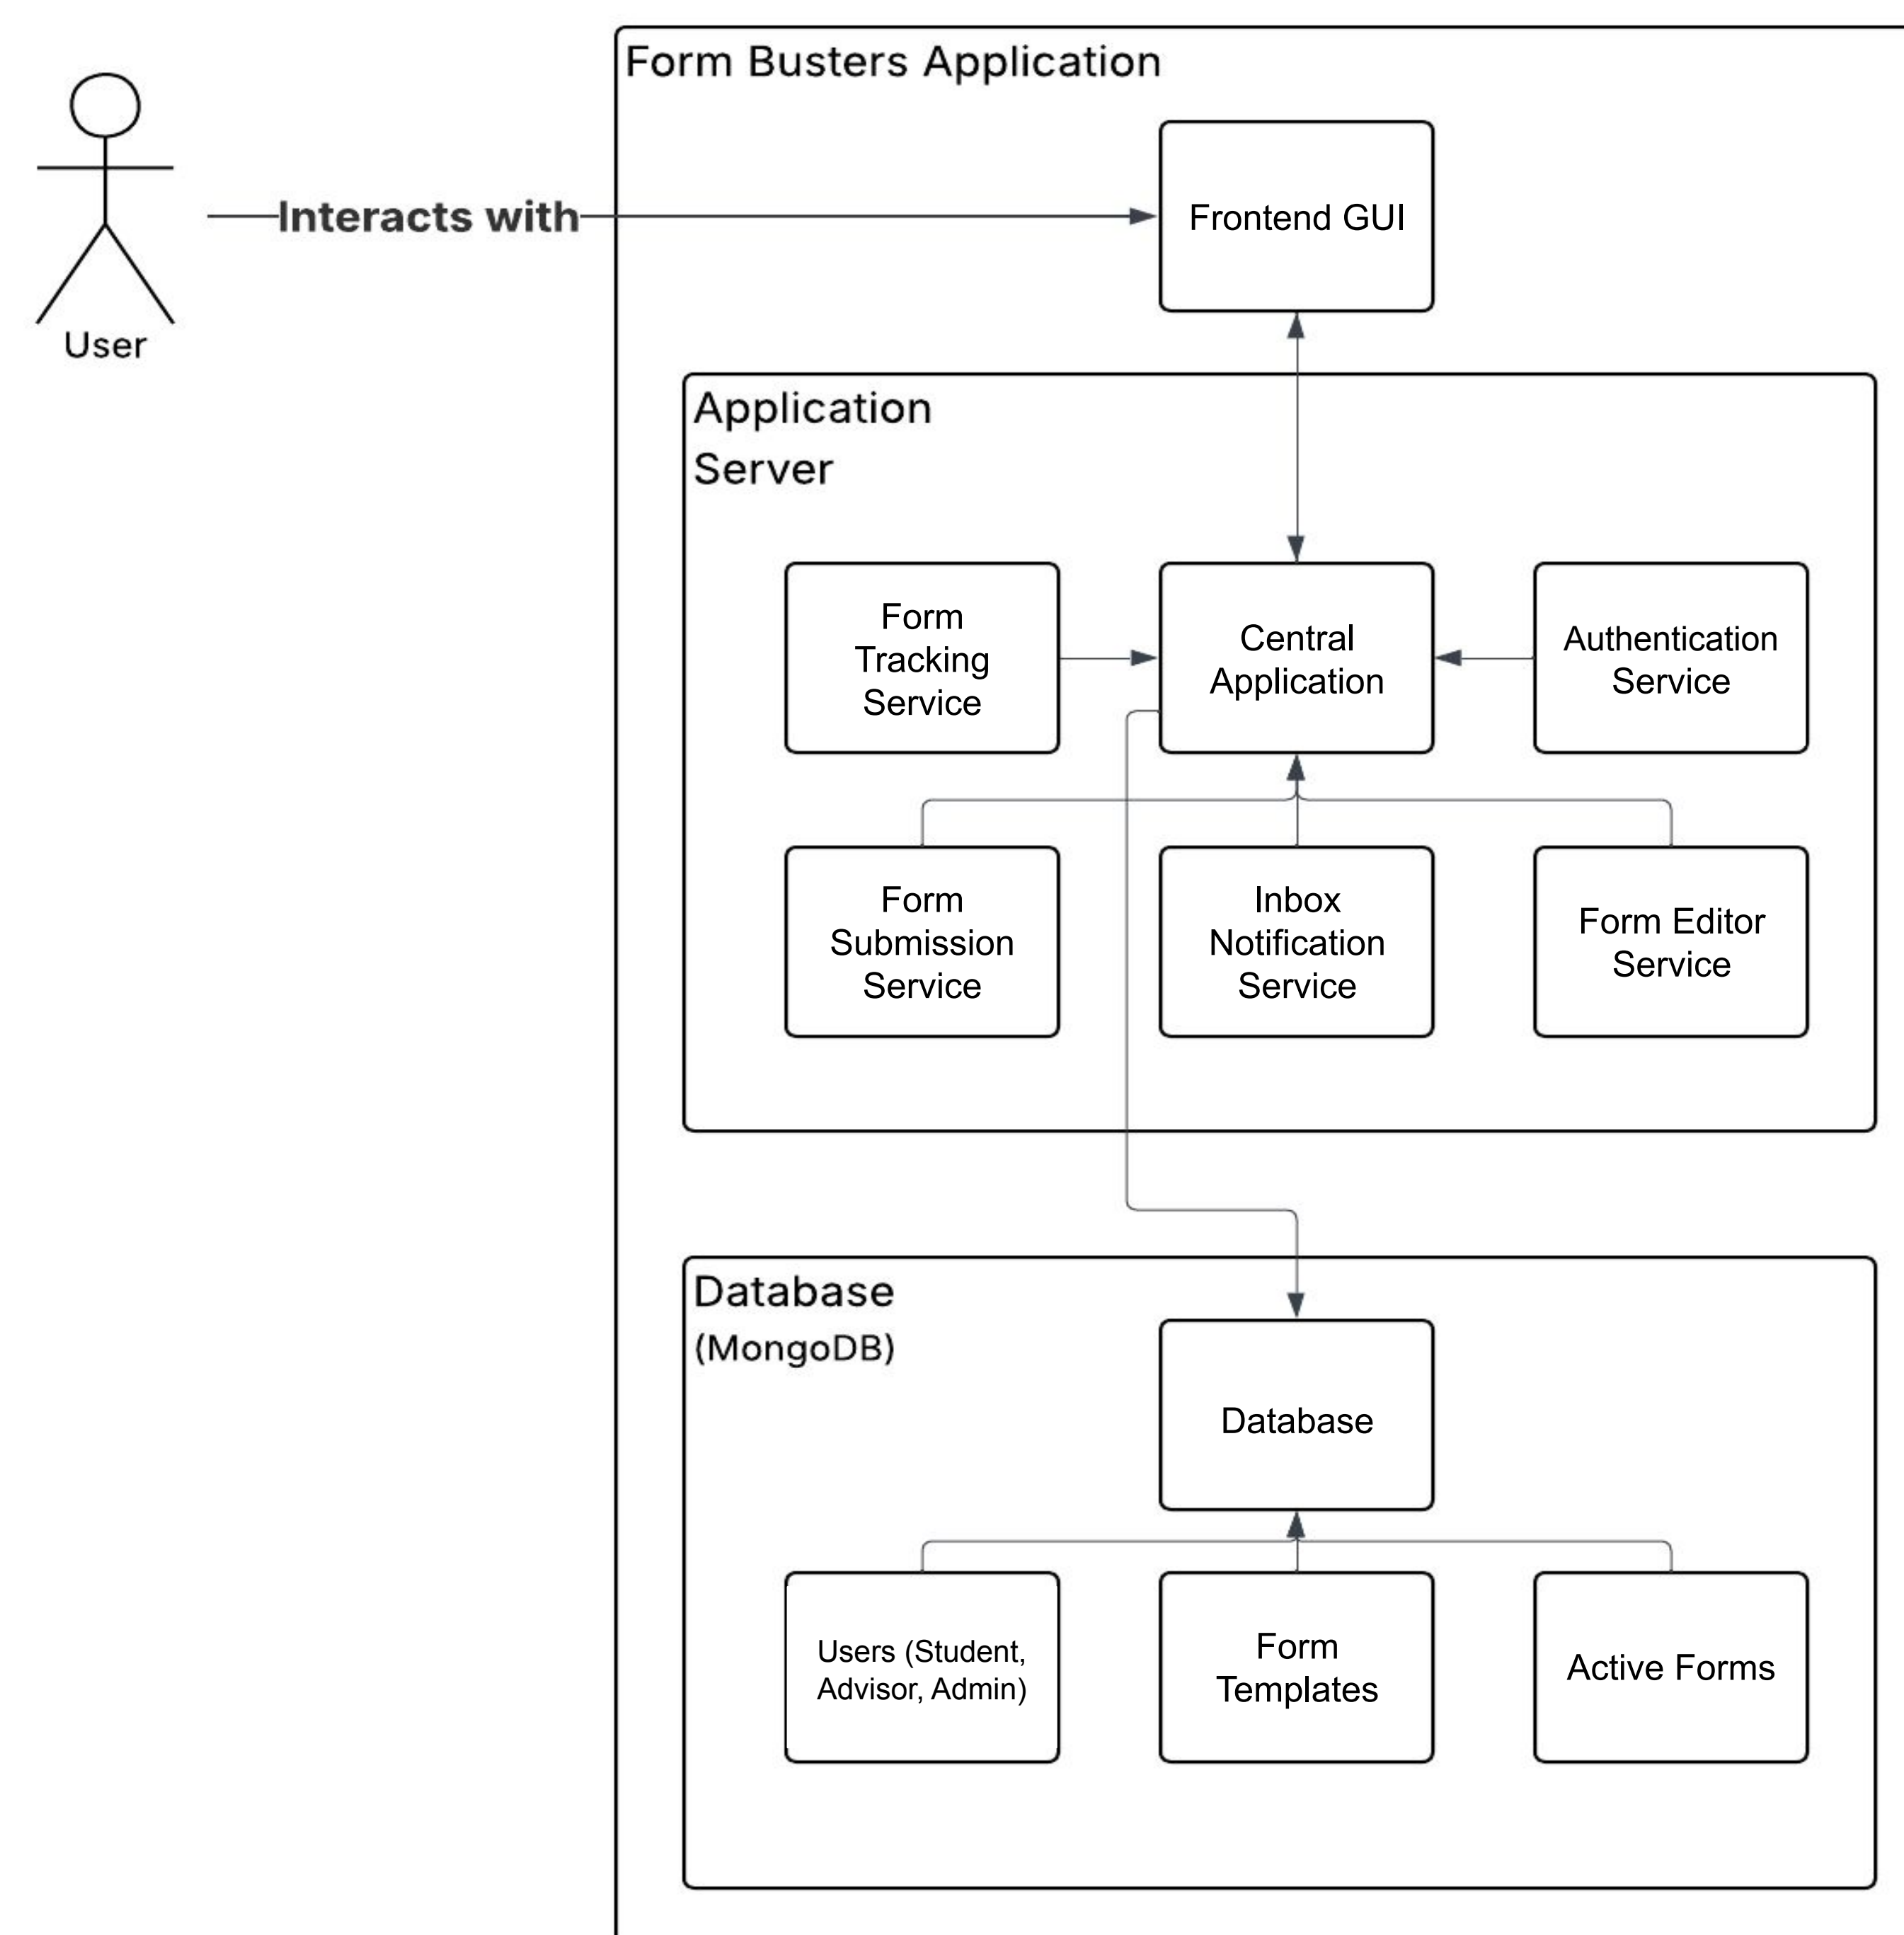 Form Busters Application
User
Interacts with
Frontend GUI
Application
Server
Form
Tracking
Service
Central
Application
Authentication
Service
Form
Submission
Service
Inbox
Notification
Service
Form Editor
Service
Database
(MongoDB)
Database
Users (Student,
Advisor, Admin)
Form
Templates
Active Forms